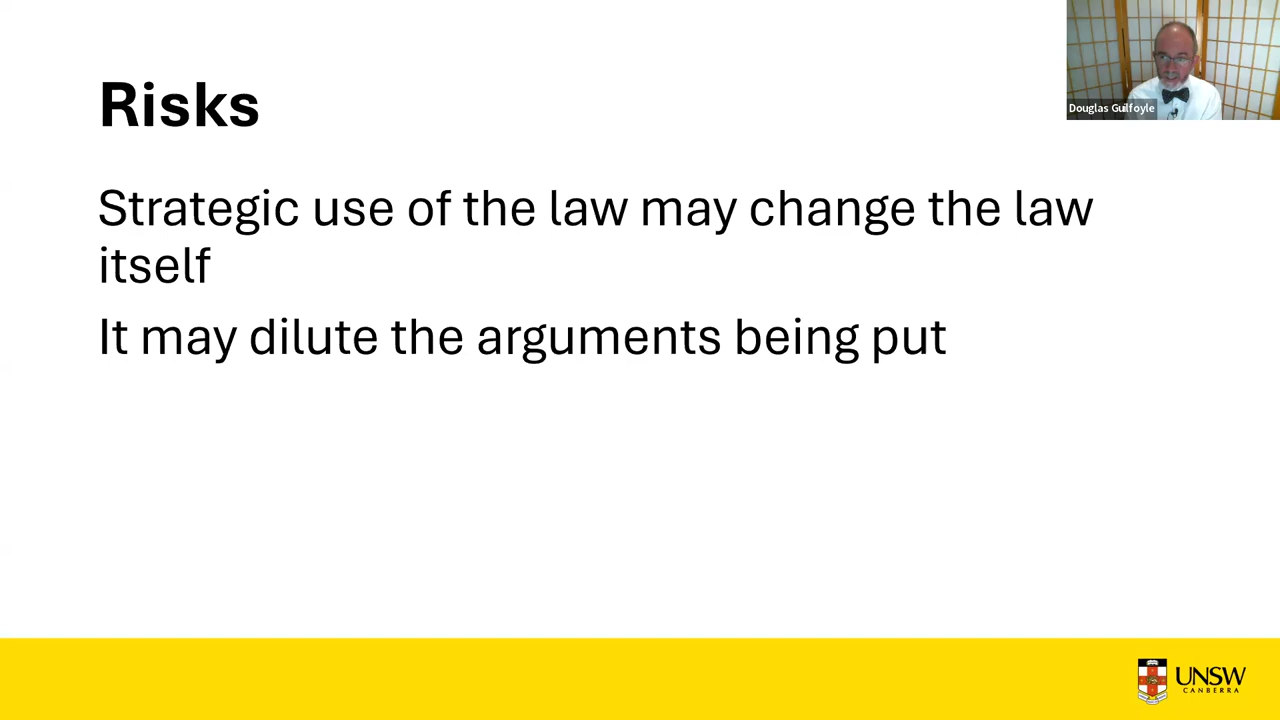 Risks
Douglas Guilfoyle
Strategic use of the law may change the law
itself
It may dilute the arguments being put
UNSW
CANBERRA